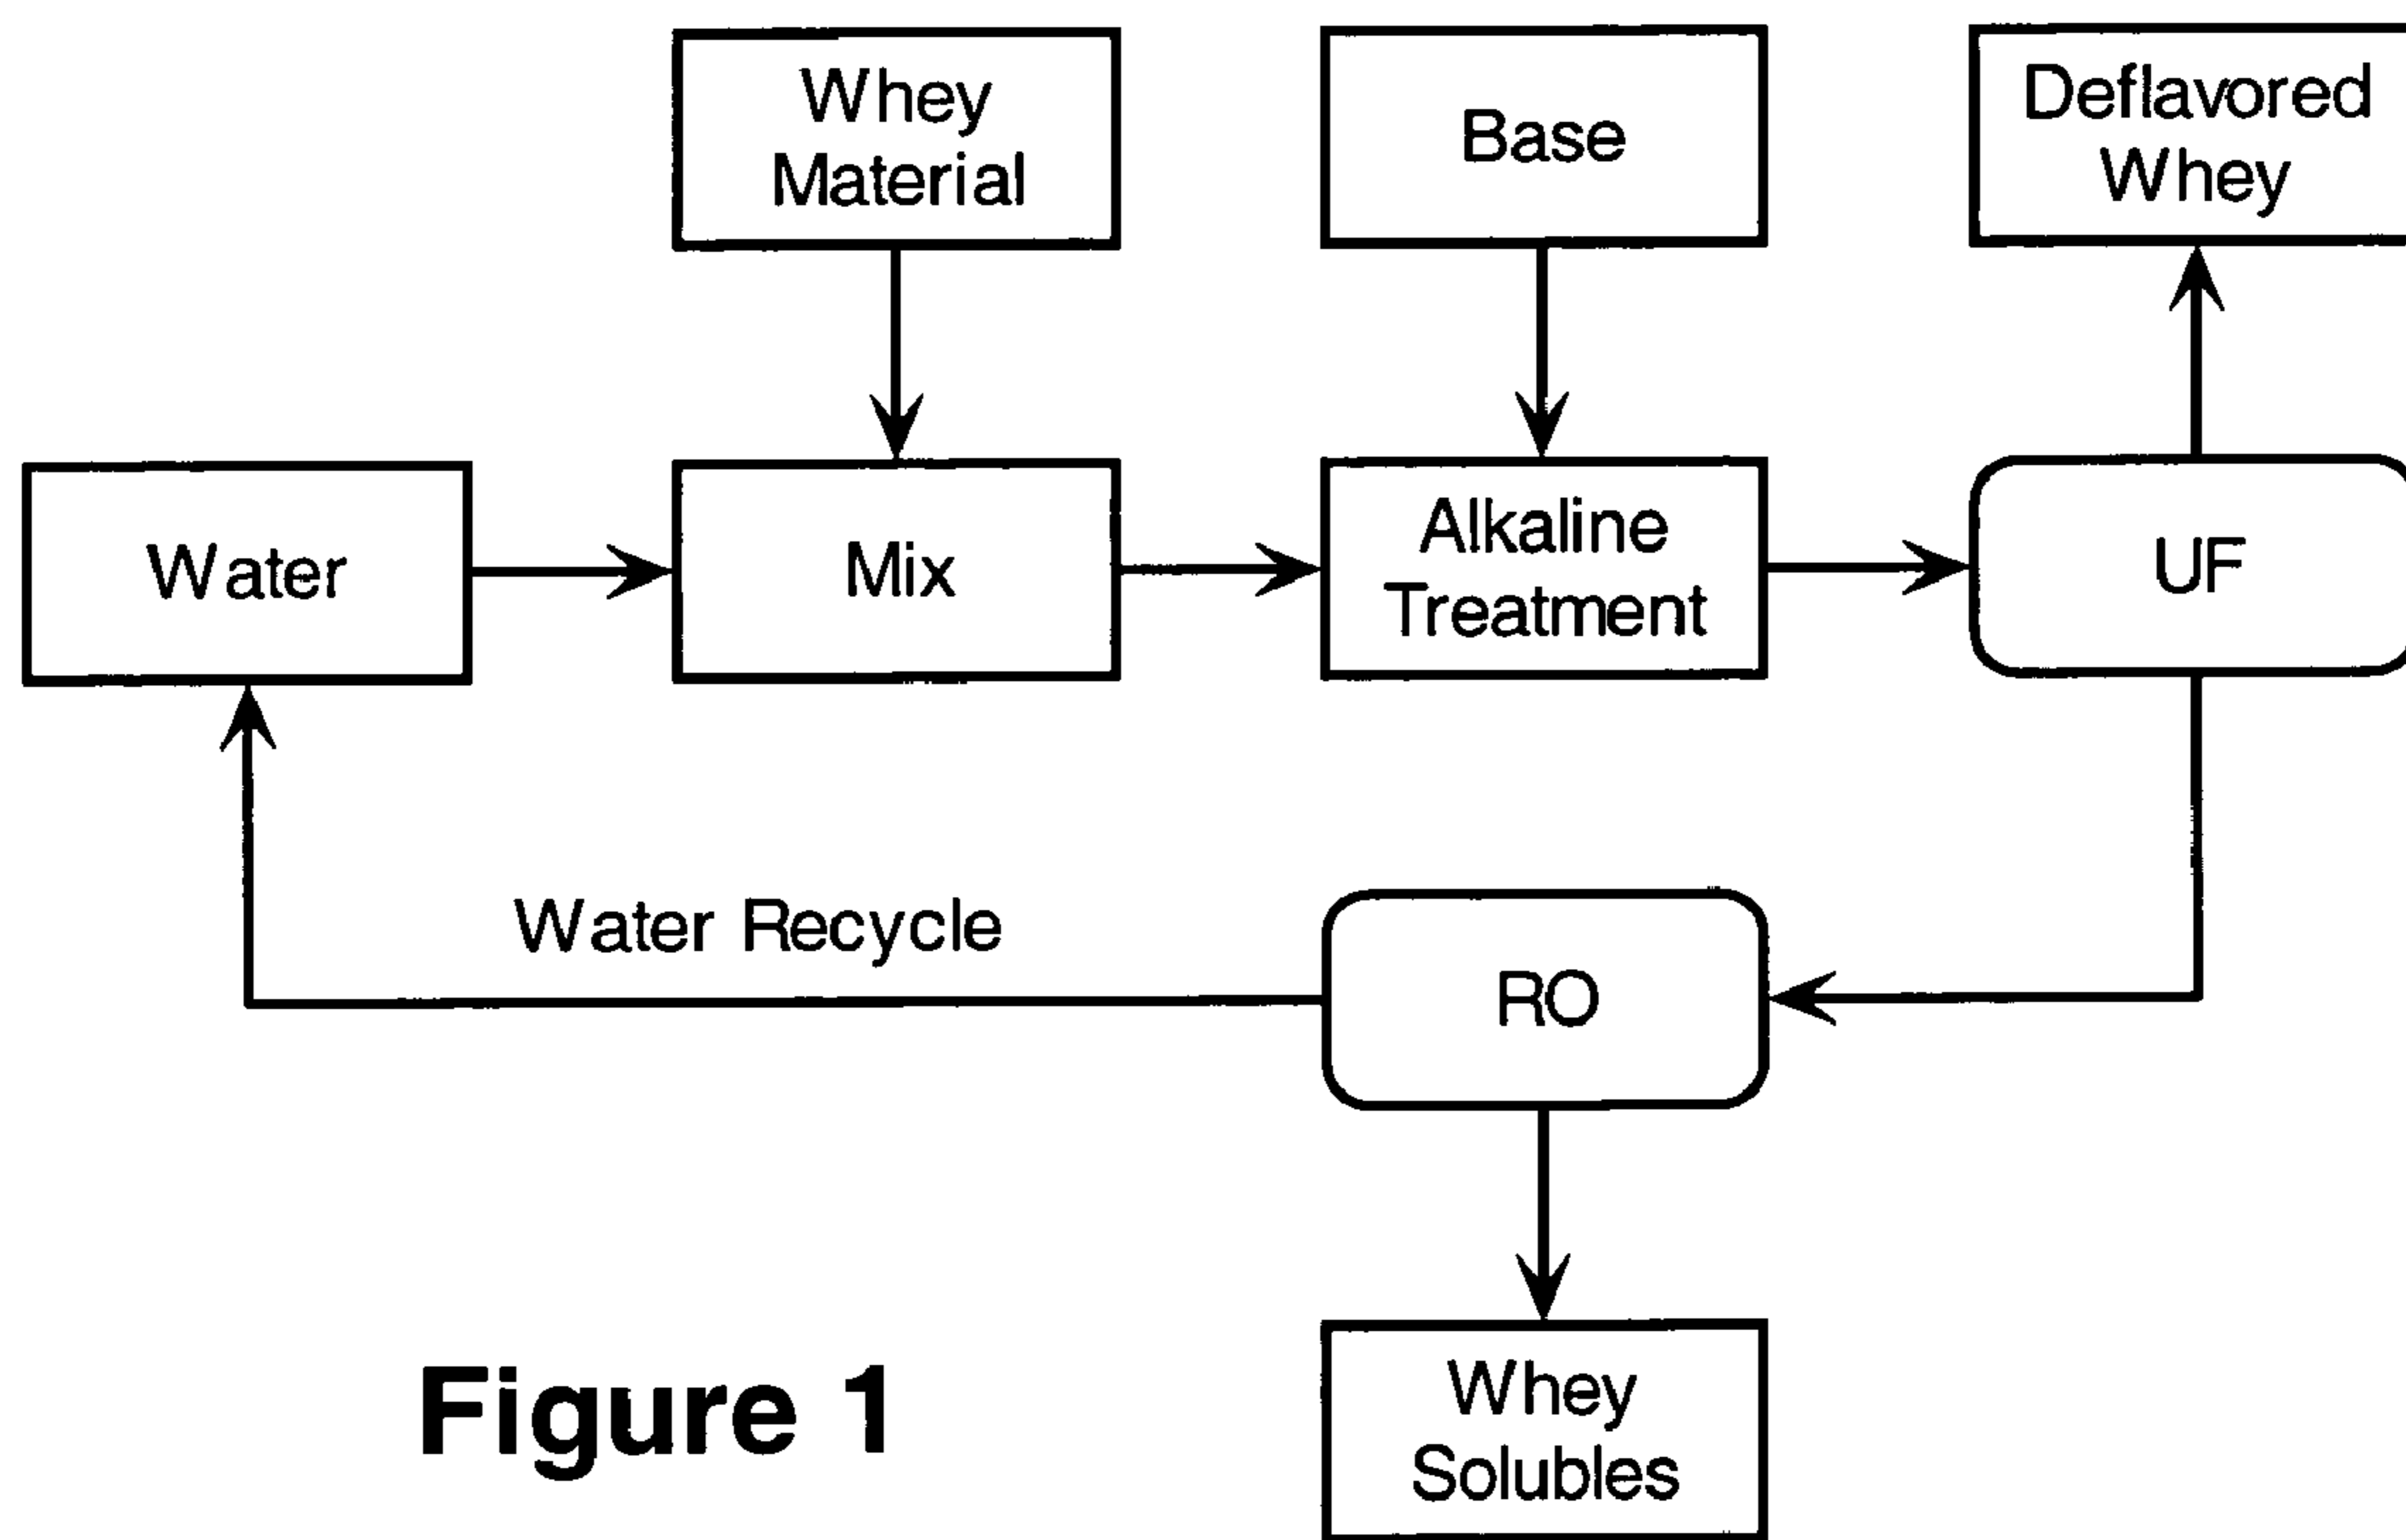 Whey
Material
Base
Deflavored
Whey
Water
Mix
Alkaline
Treatment
UF
Water Recycle
RO
Whey
Solubles
Figure 1